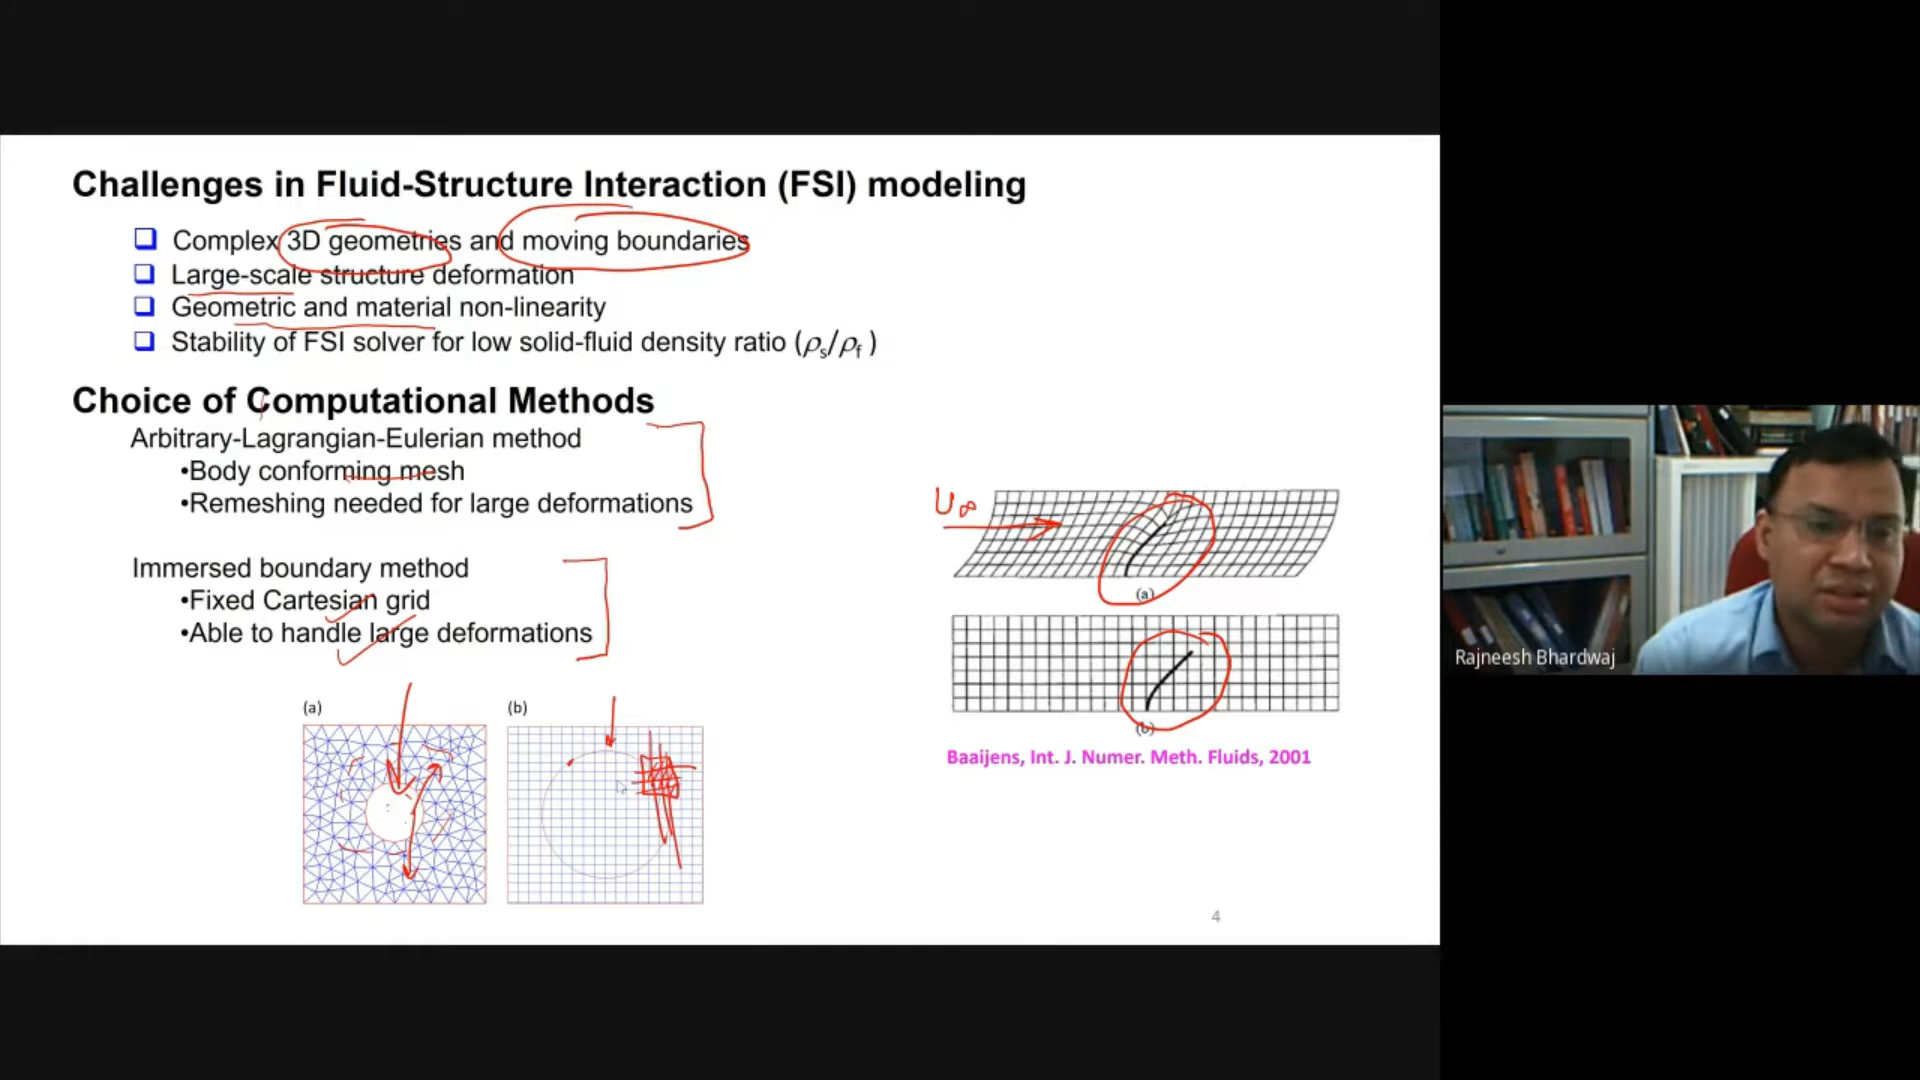 Challenges in Fluid-Structure Interaction (FSI) modeling
❑ Complex 3D geometries and moving boundaries
❑ Large-scale structure deformation
❑ Geometric and material non-linearity
❑ Stability of FSI solver for low solid-fluid density ratio (ρs/ρf )
Choice of Computational Methods
Arbitrary-Lagrangian-Eulerian method
•Body conforming mesh
•Remeshing needed for large deformations
Immersed boundary method
•Fixed Cartesian grid
•Able to handle large deformations
(a)
(b)
U∞
(a)
(b)
Baaijens, Int. J. Numer. Meth. Fluids, 2001
4
Rajneesh Bhardwaj